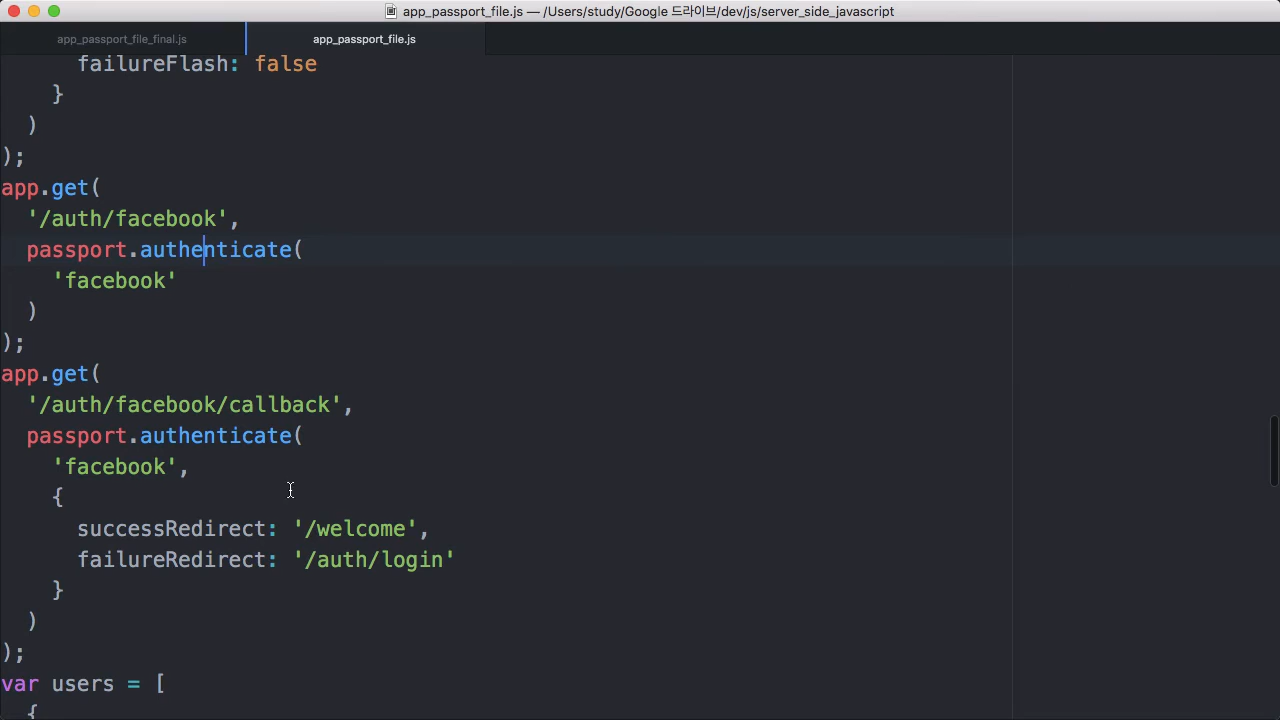 app_passport_file.js — /Users/study/Google 드라이브/dev/js/server_side_javascript
app_passport_file_final.js
app_passport_file.js
failureFlash: false
}
)
);
app.get(
'/auth/facebook',
passport.authenticate(
'facebook'
)
);
app.get(
'/auth/facebook/callback',
passport.authenticate(
'facebook',
{
successRedirect: '/welcome',
failureRedirect: '/auth/login'
}
)
);
var users = [
{